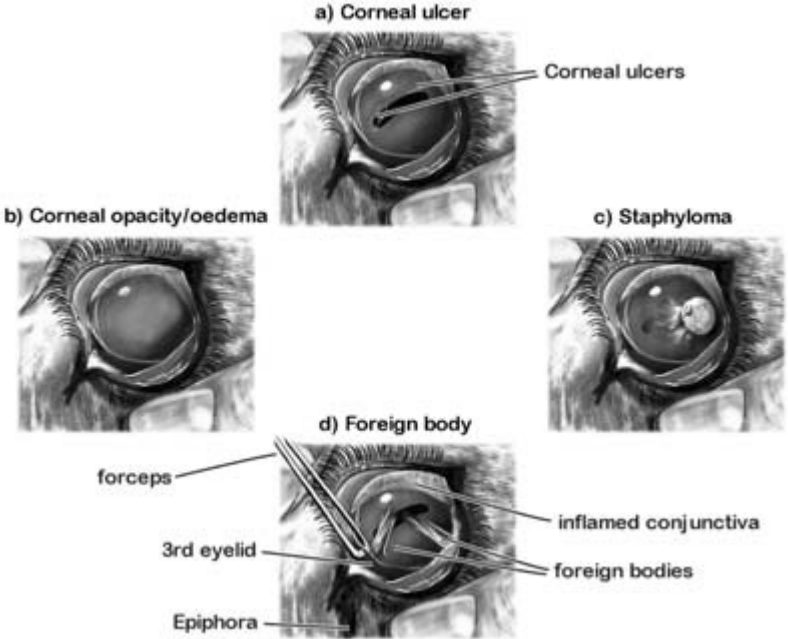 a) Corneal ulcer
Corneal ulcers
b) Corneal opacity/oedema
c) Staphyloma
d) Foreign body
forceps
inflamed conjunctiva
3rd eyelid
foreign bodies
Epiphora